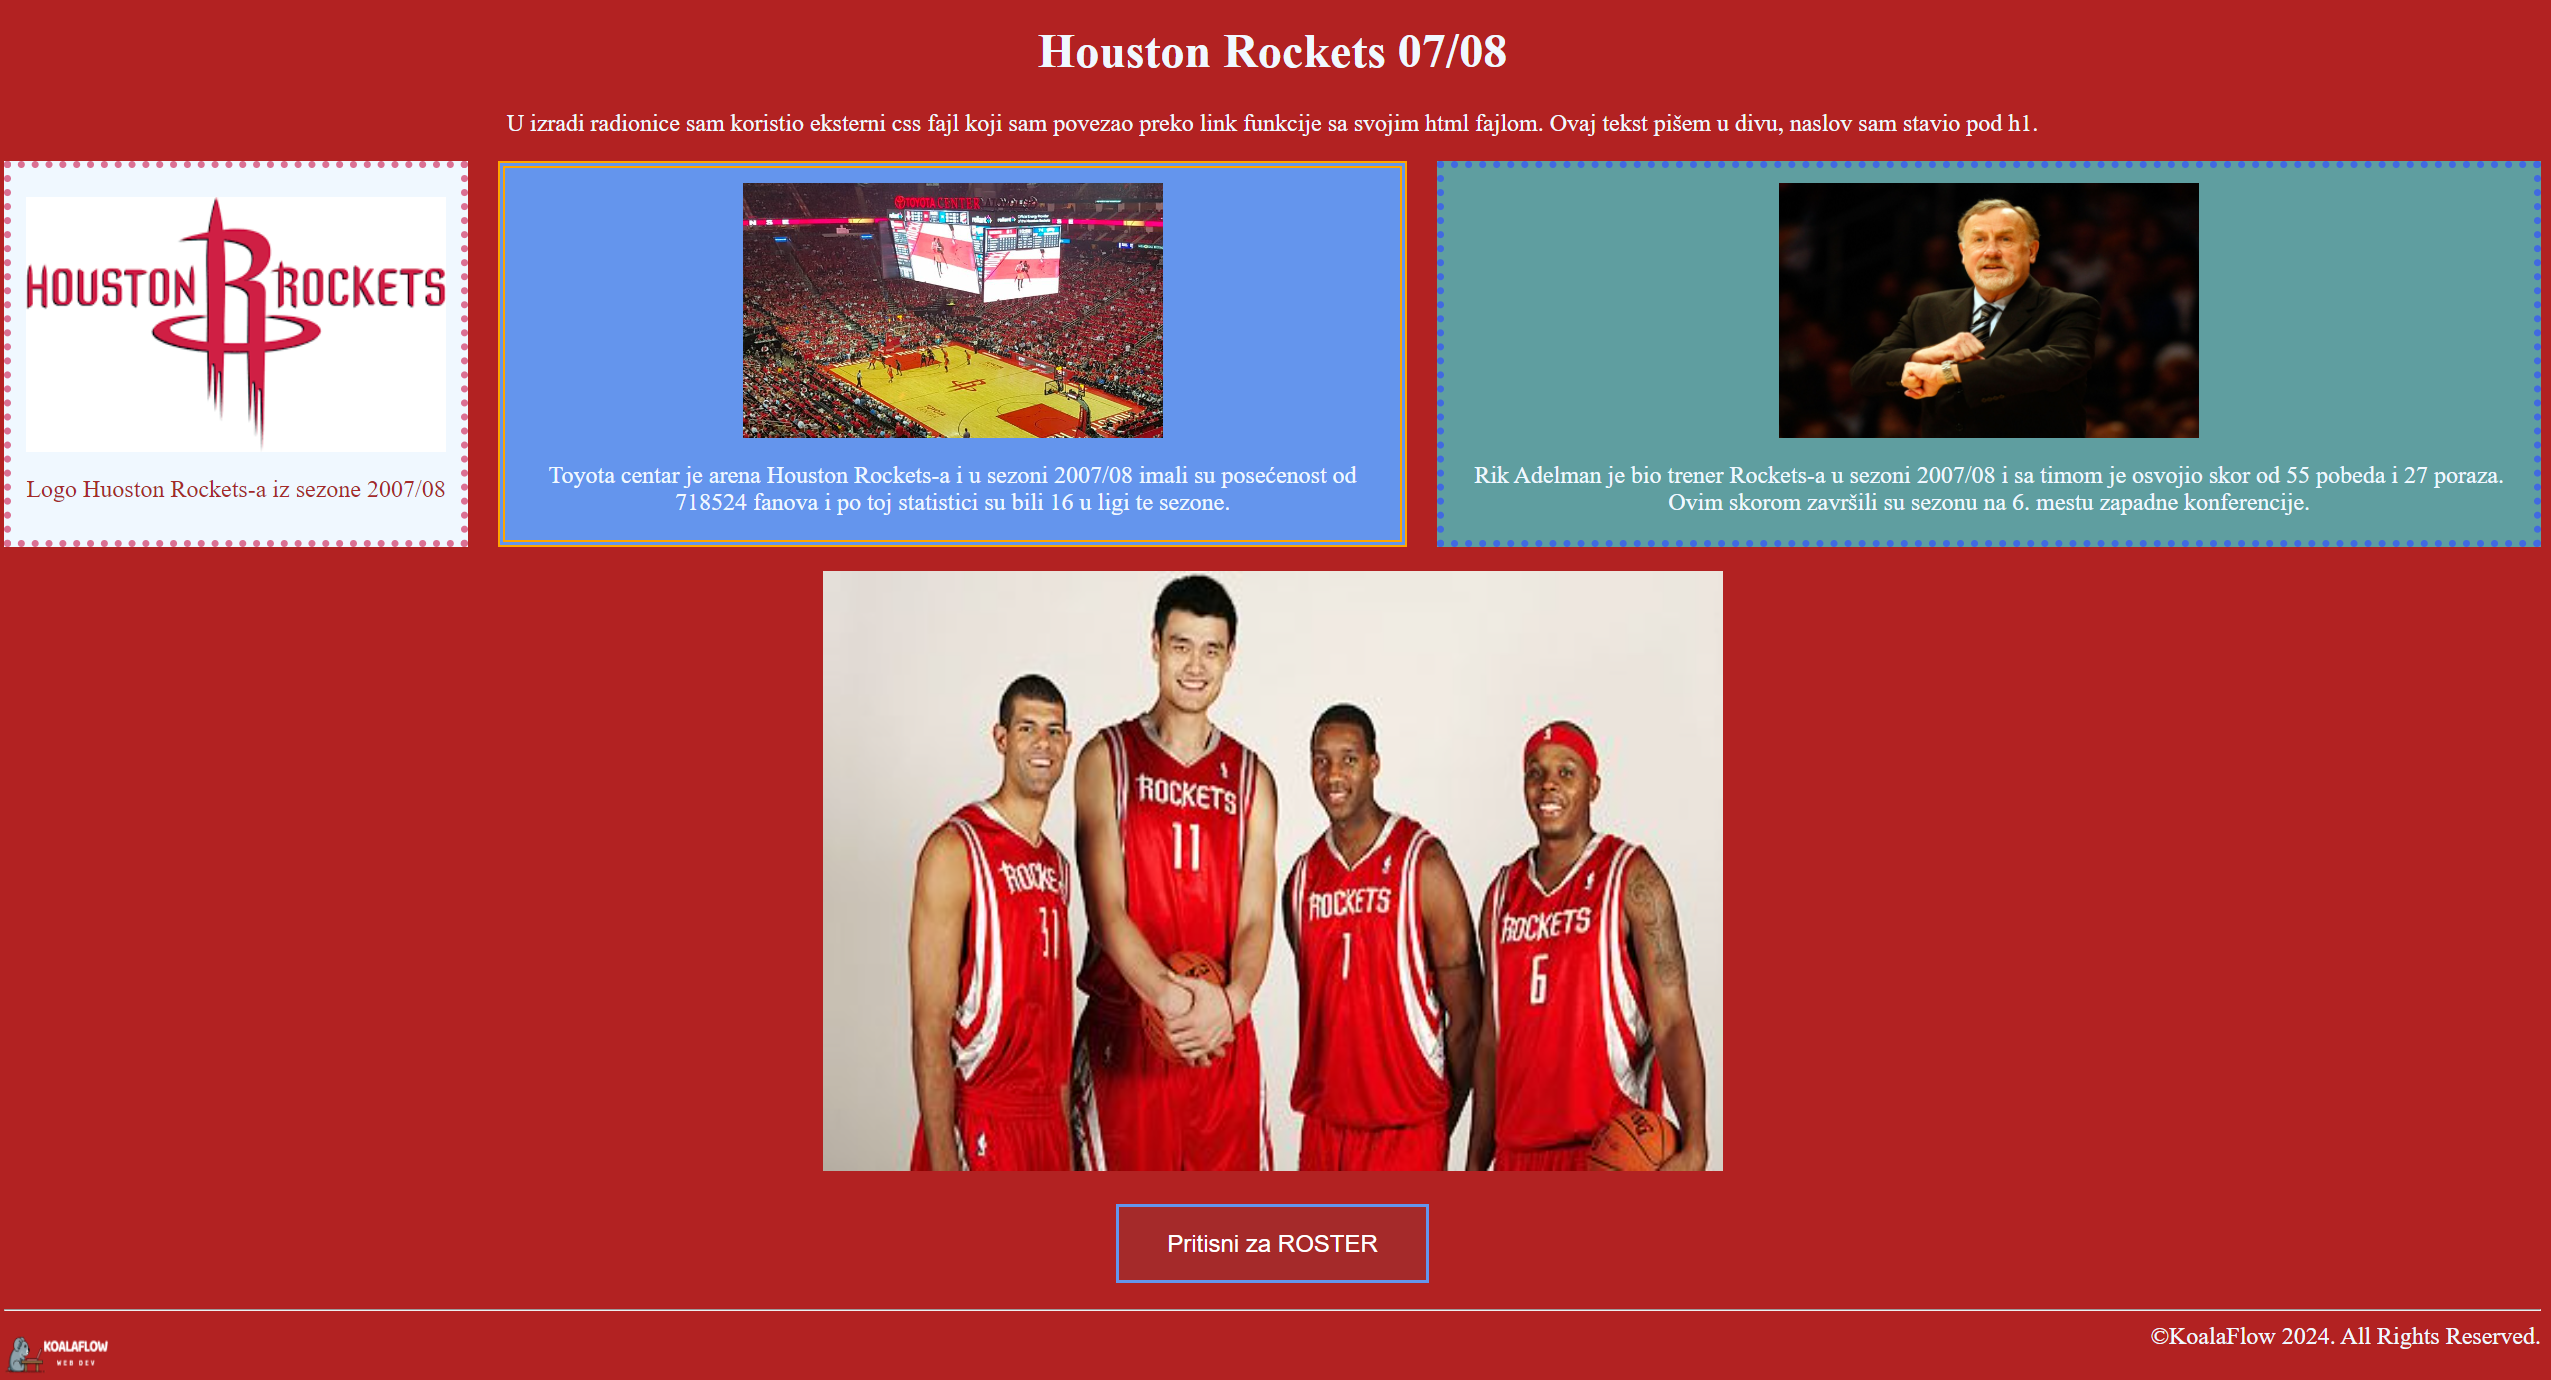 Houston Rockets 07/08
U izradi radionice sam koristio eksterni css fajl koji sam povezao preko link funkcije sa svojim html fajlom. Ovaj tekst pišem u divu, naslov sam stavio pod h1.
HOUSTON ROCKETS
Logo Huoston Rockets-a iz sezone 2007/08
TOYOTA CENTER
Toyota centar je arena Houston Rockets-a i u sezoni 2007/08 imali su posećenost od
718524 fanova i po toj statistici su bili 16 u ligi te sezone.
Rik Adelman je bio trener Rockets-a u sezoni 2007/08 i sa timom je osvojio skor od 55 pobeda i 27 poraza.
Ovim skorom završili su sezonu na 6. mestu zapadne konferencije.
ROCKE
31
ROCKETS
11
ROCKETS
1
ROCKETS
6
Pritisni za ROSTER
KOALAFLOW
WEB DEV
©KoalaFlow 2024. All Rights Reserved.